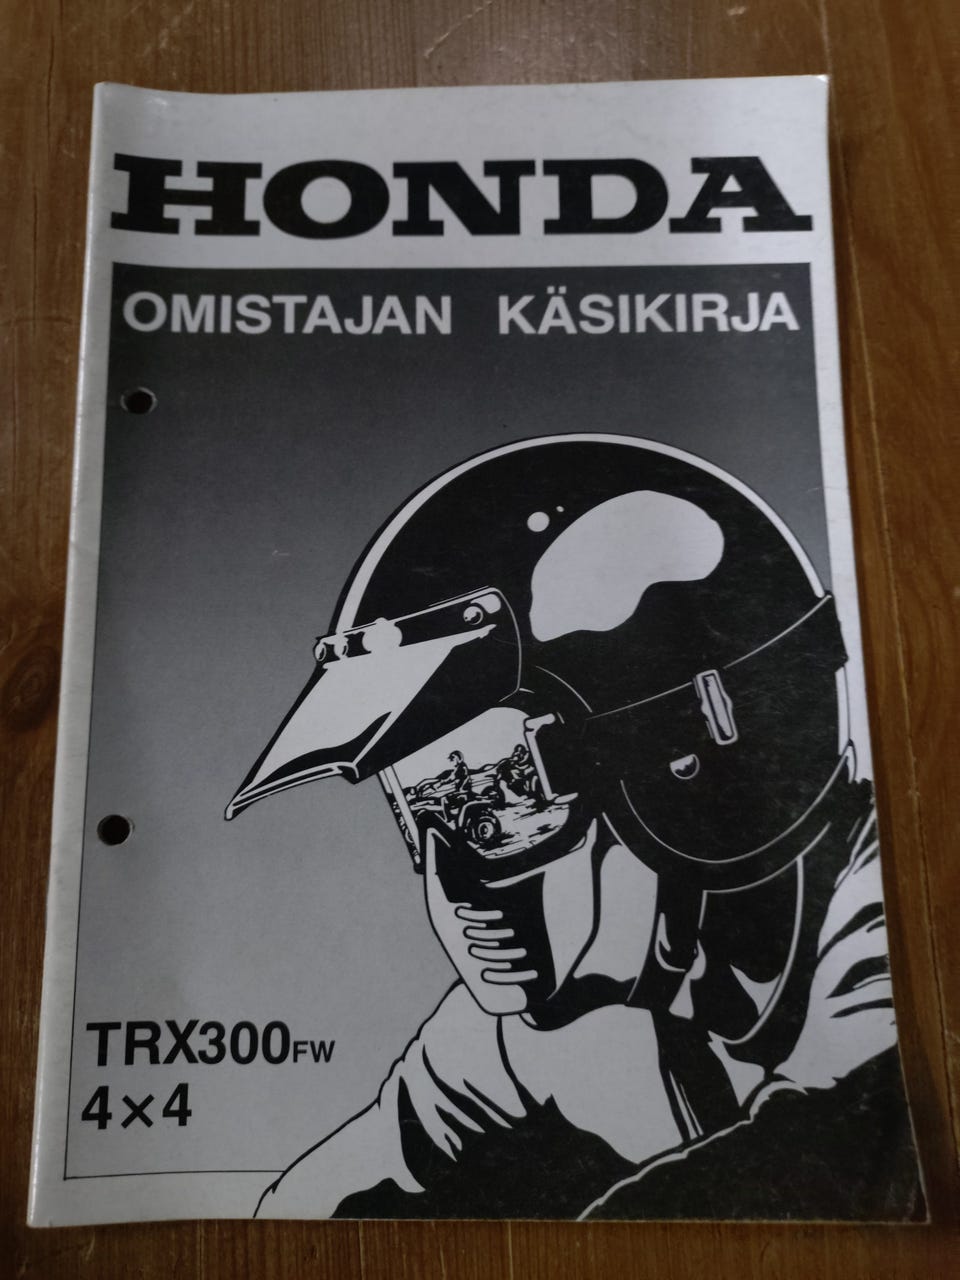 HONDA
OMISTAJAN KÄSIKIRJA
TRX300FW
4×4